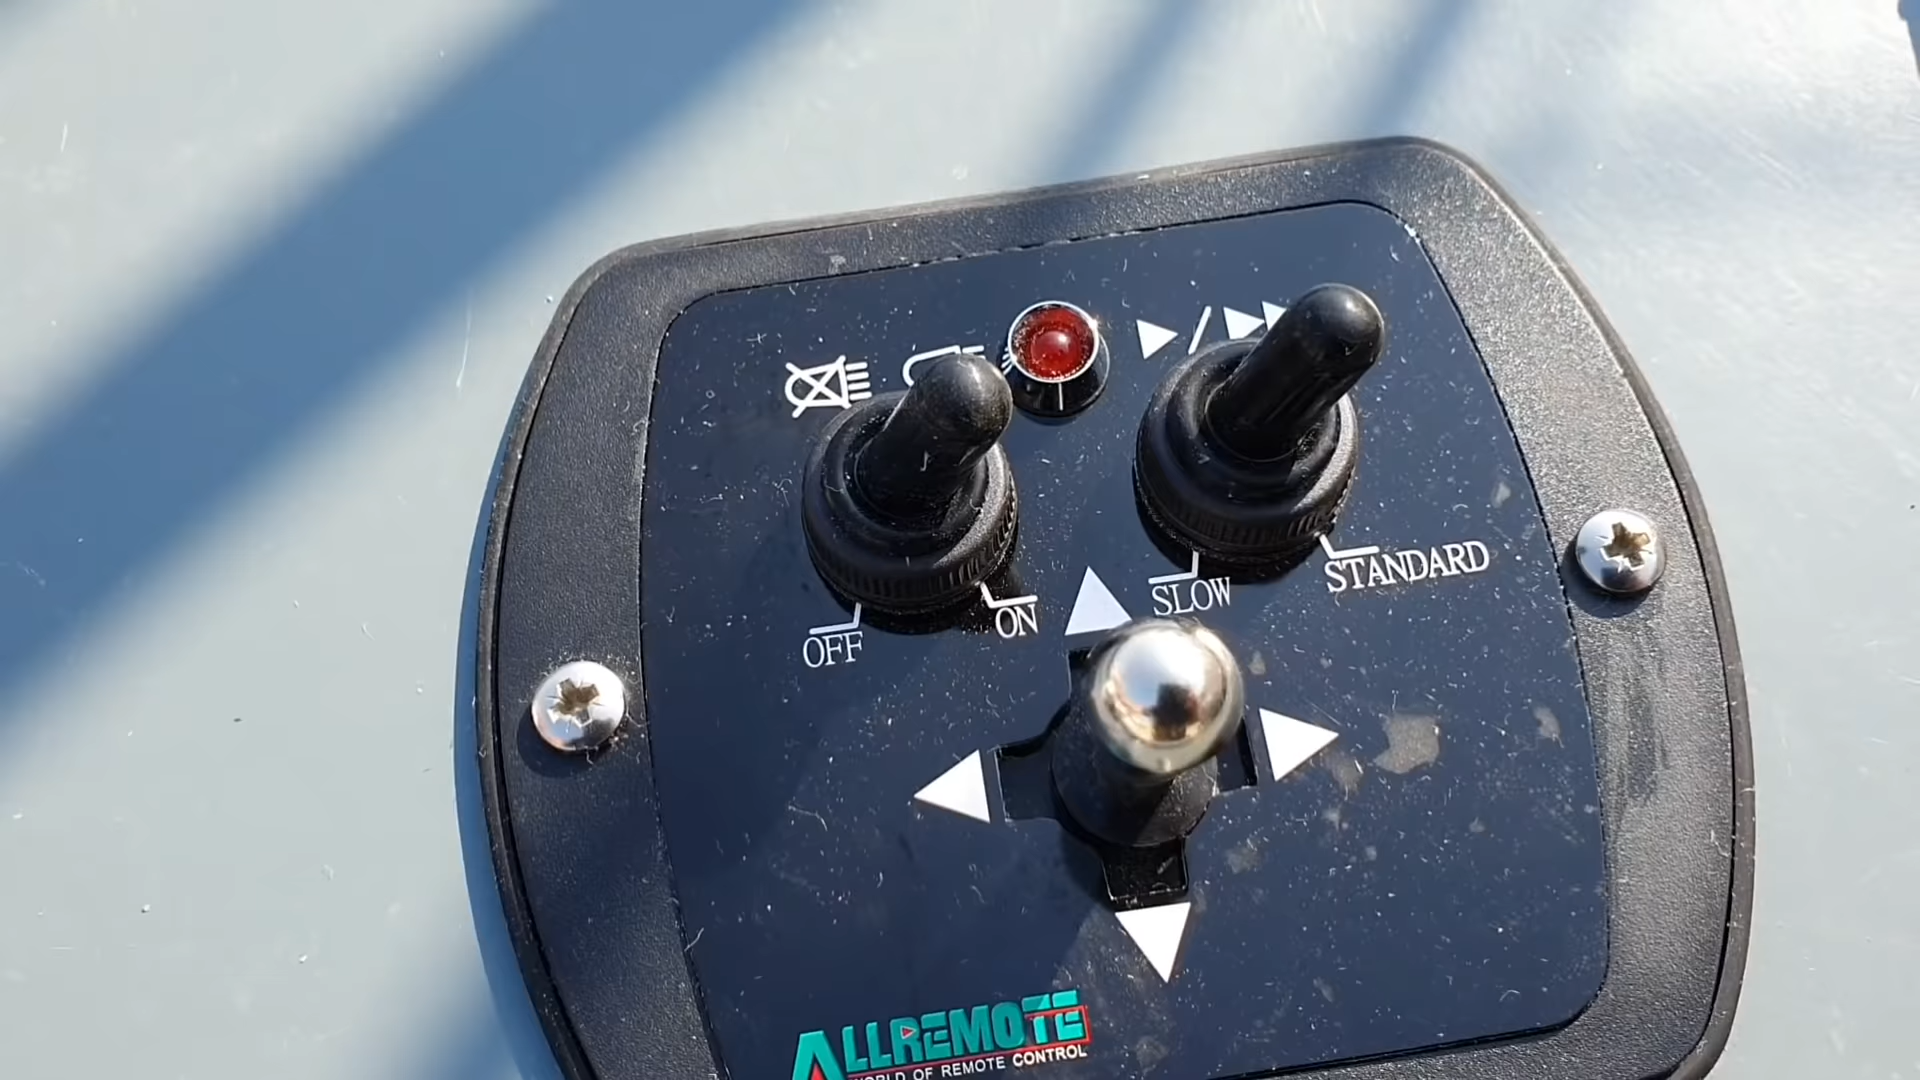 OFF
ON
SLOW
STANDARD
ALLREMOTE
WORLD OF REMOTE CONTROL